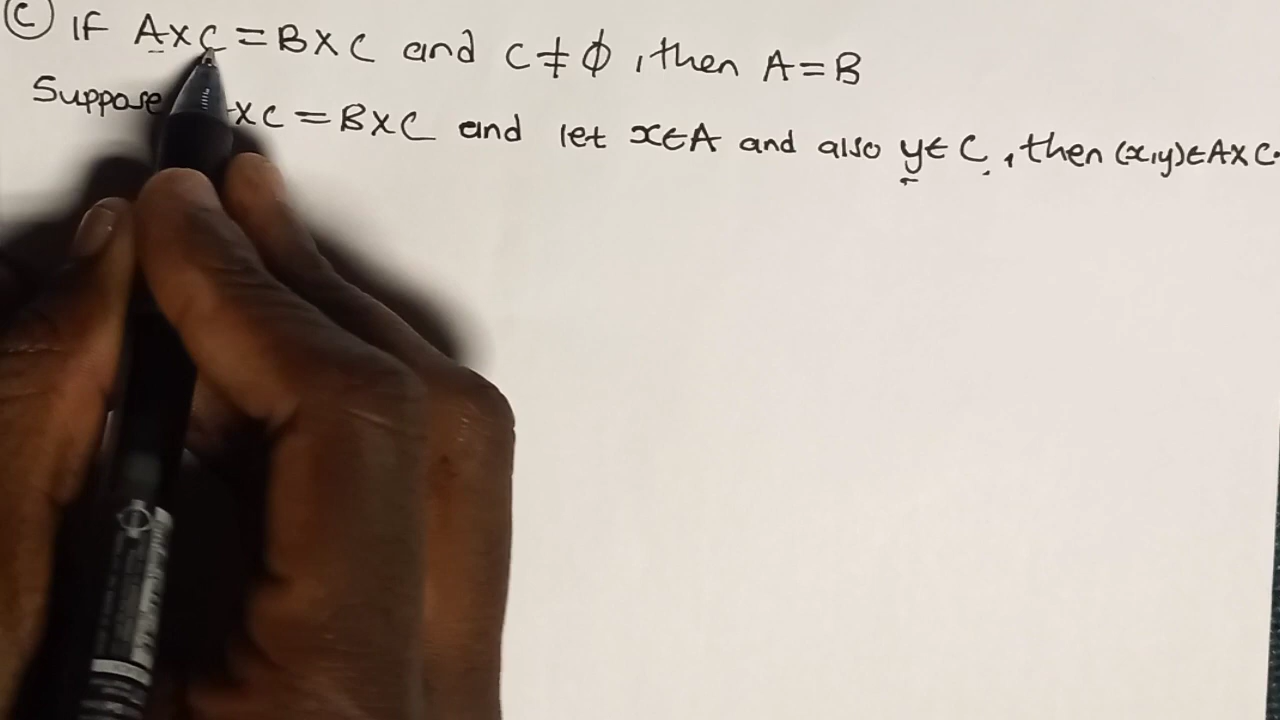 (C) If A×C = B×C and C ≠ ϕ, then A = B
Suppose ×C = B×C and let x∈A and also y∈C, then (x,y)∈A×C.